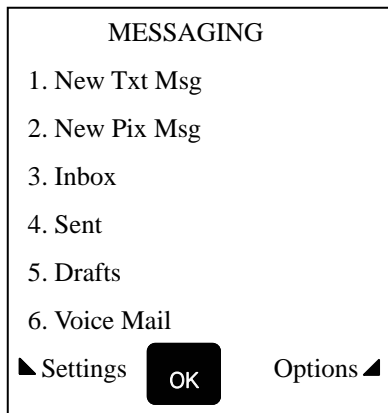 MESSAGING
1. New Txt Msg
2. New Pix Msg
3. Inbox
4. Sent
5. Drafts
6. Voice Mail
Settings OK Options